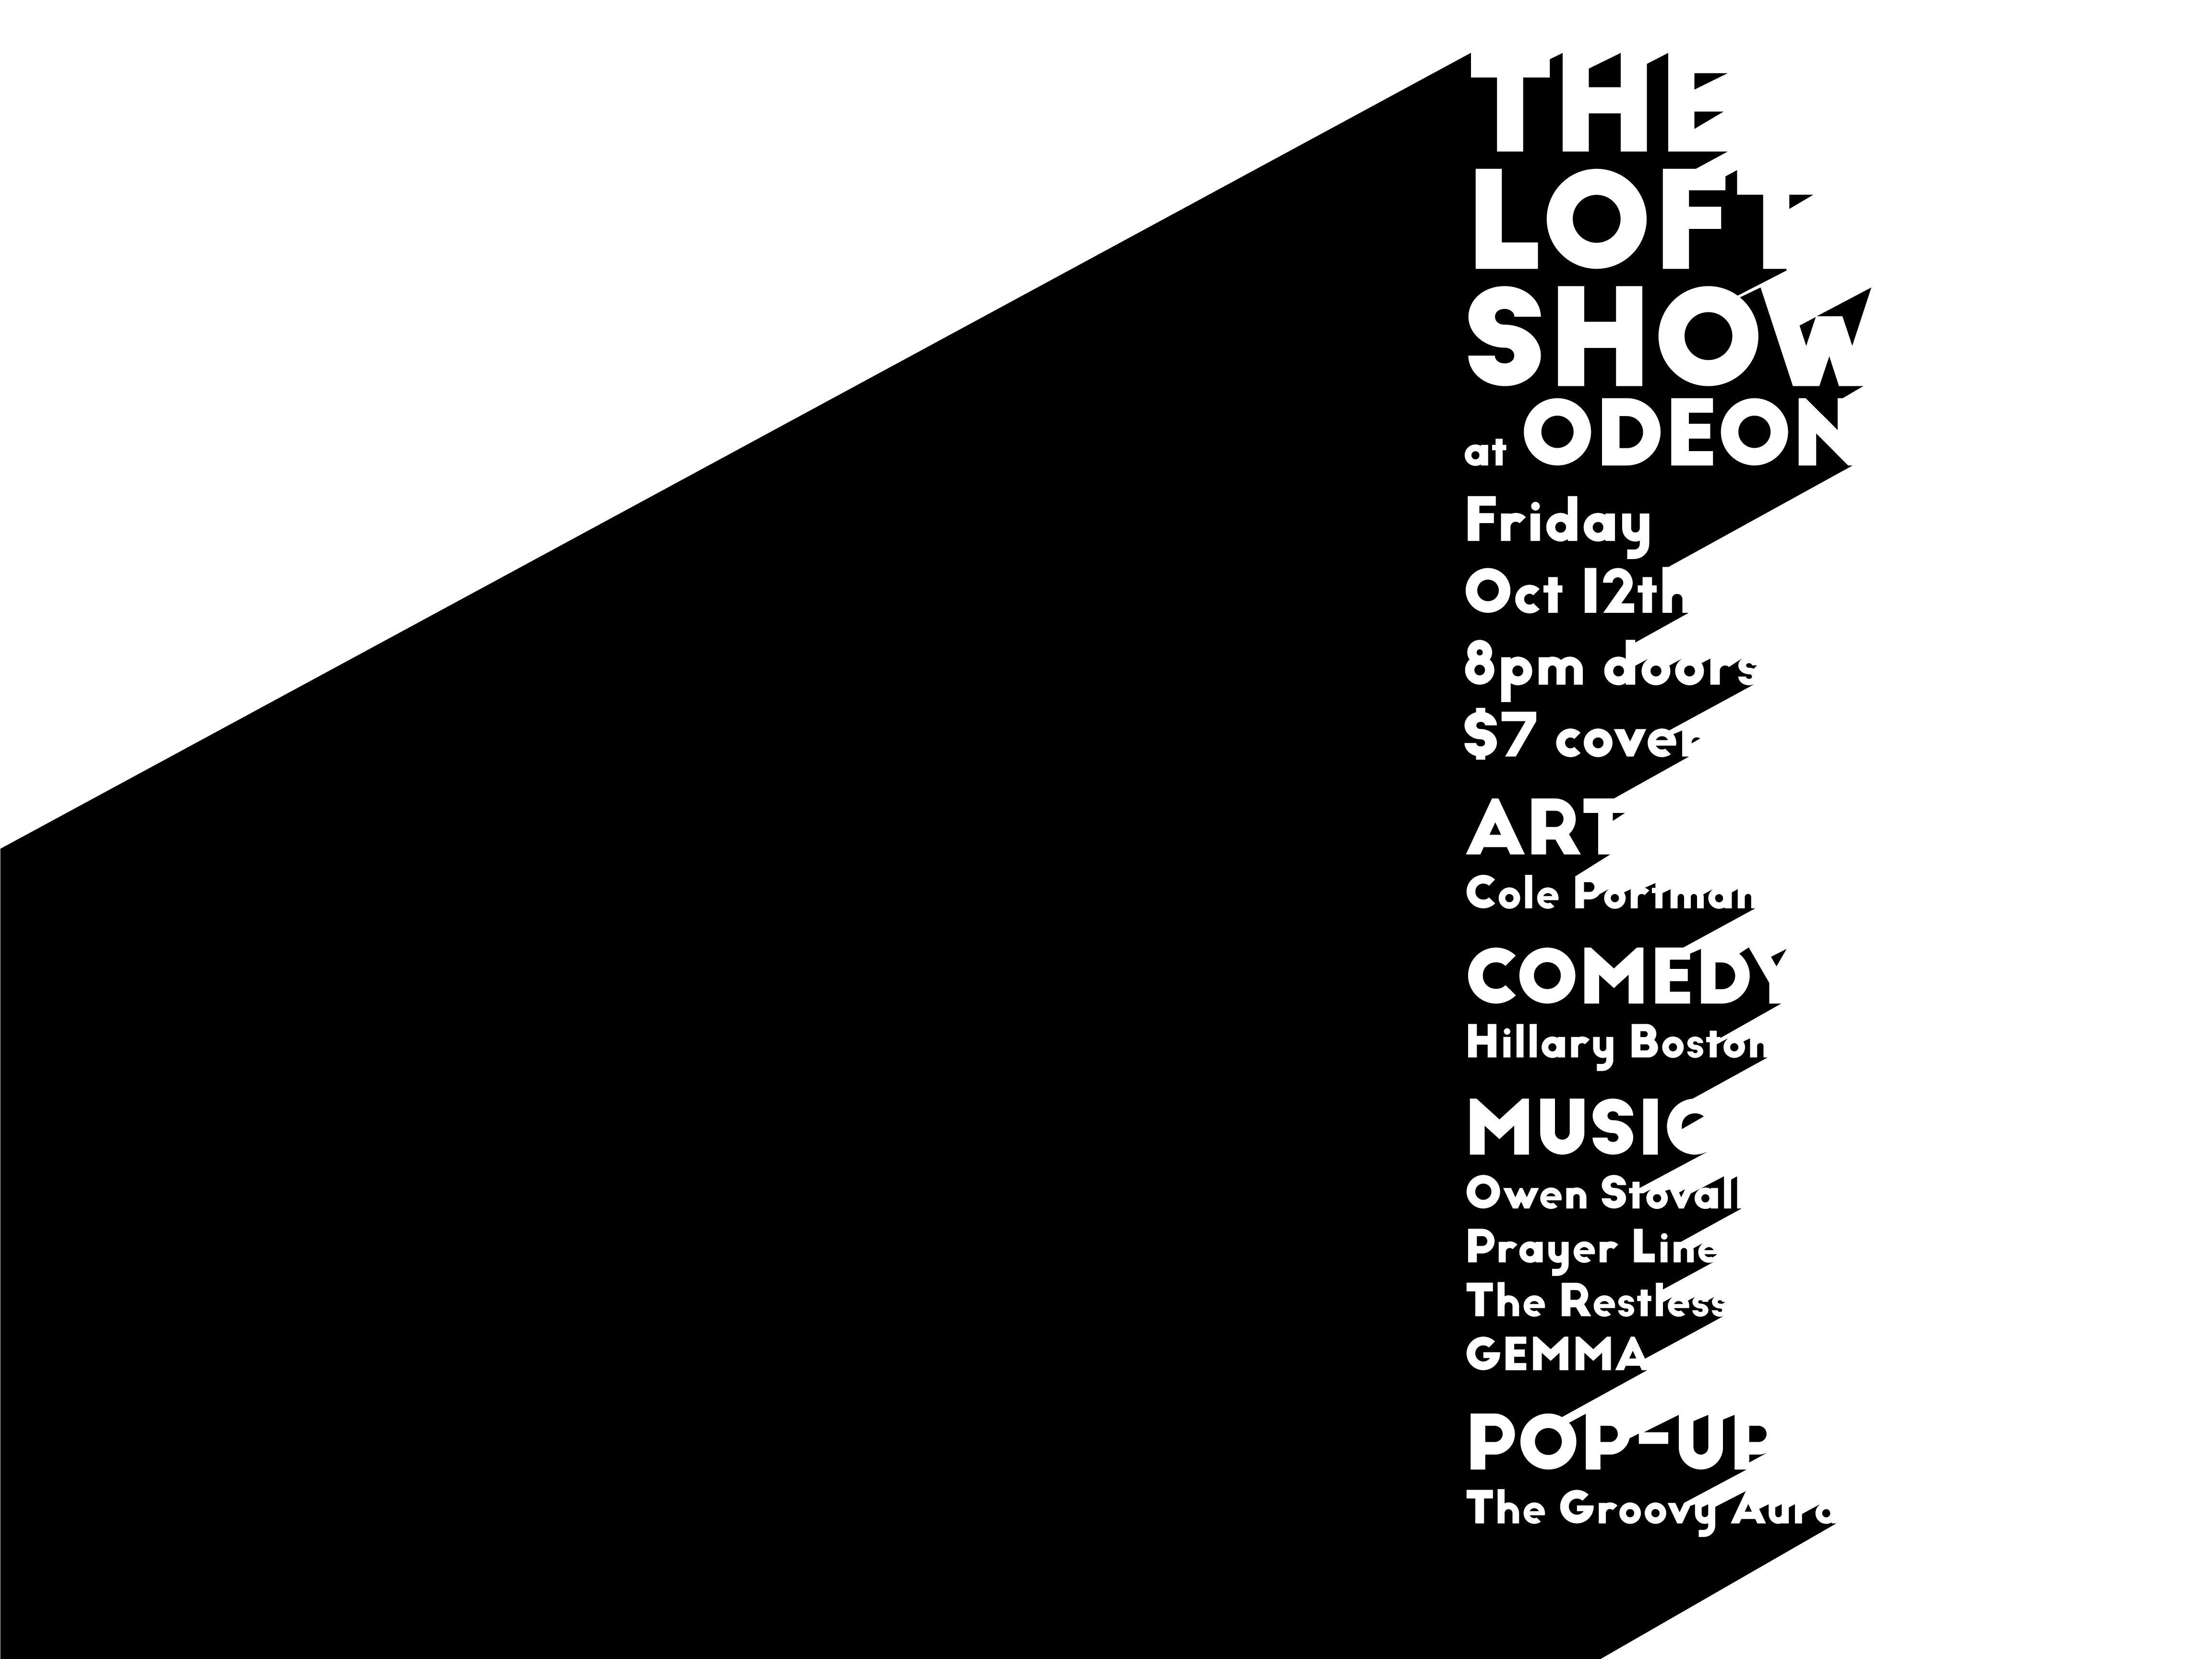 THE
LOFT
SHOW
at ODEON
Friday
Oct 12th
8pm doors
$7 cover
ART
Cole Portman
COMEDY
Hillary Boston
MUSIC
Owen Stovall
Prayer Line
The Restless
GEMMA
POP-UP
The Groovy Aura